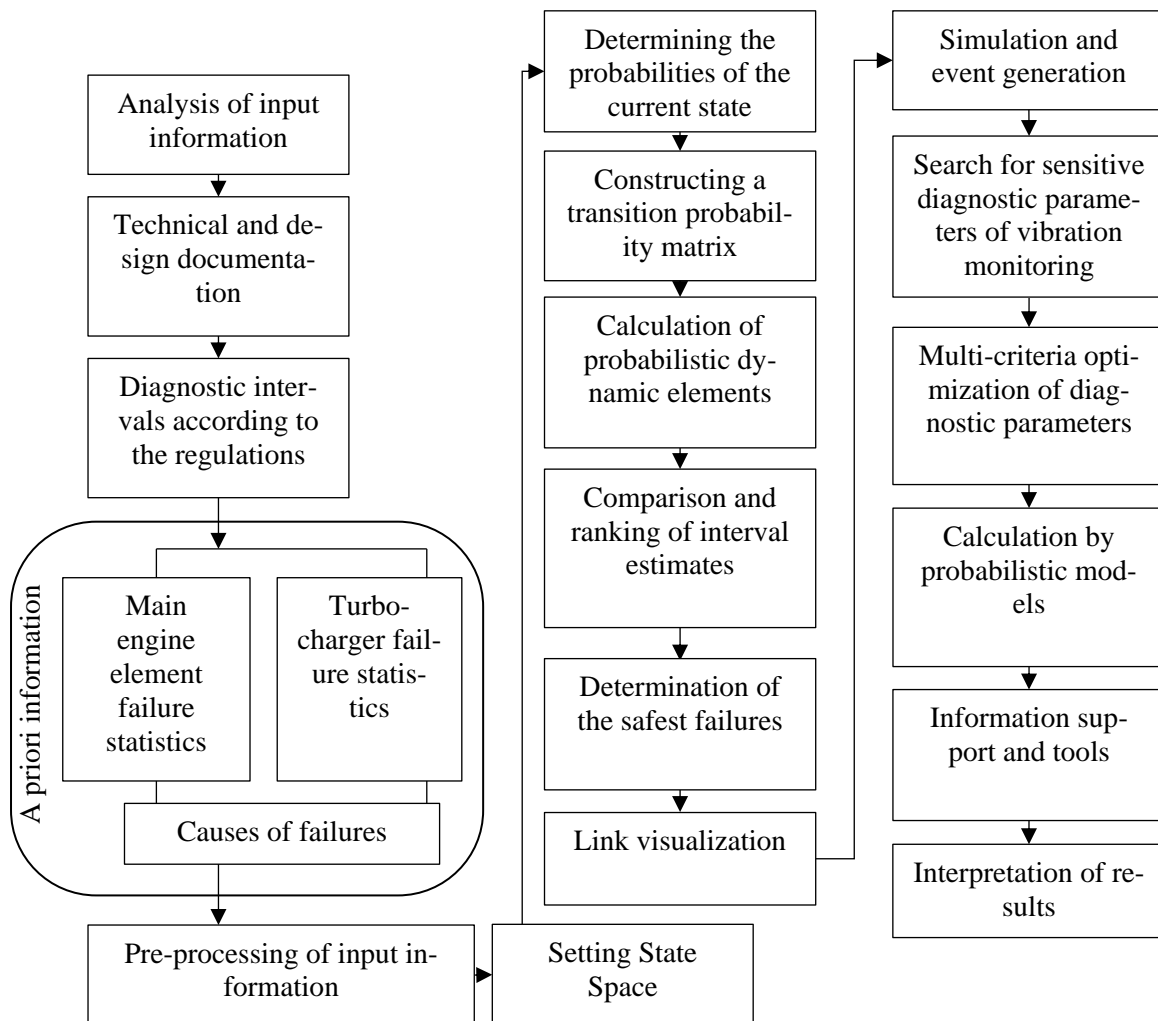 Analysis of input
information
Technical and de-
sign documenta-
tion
Diagnostic inter-
vals according to
the regulations
A priori information
Main
engine
element
failure
statistics
Turbo-
charger fail-
ure statis-
tics
Causes of failures
Pre-processing of input in-
formation
Setting State
Space
Determining the
probabilities of the
current state
Constructing a
transition probabil-
ity matrix
Calculation of
probabilistic dy-
namic elements
Comparison and
ranking of interval
estimates
Determination of
the safest failures
Link visualization
Simulation and
event generation
Search for sensitive
diagnostic parame-
ters of vibration
monitoring
Multi-criteria opti-
mization of diag-
nostic parameters
Calculation by
probabilistic mod-
els
Information sup-
port and tools
Interpretation of re-
sults